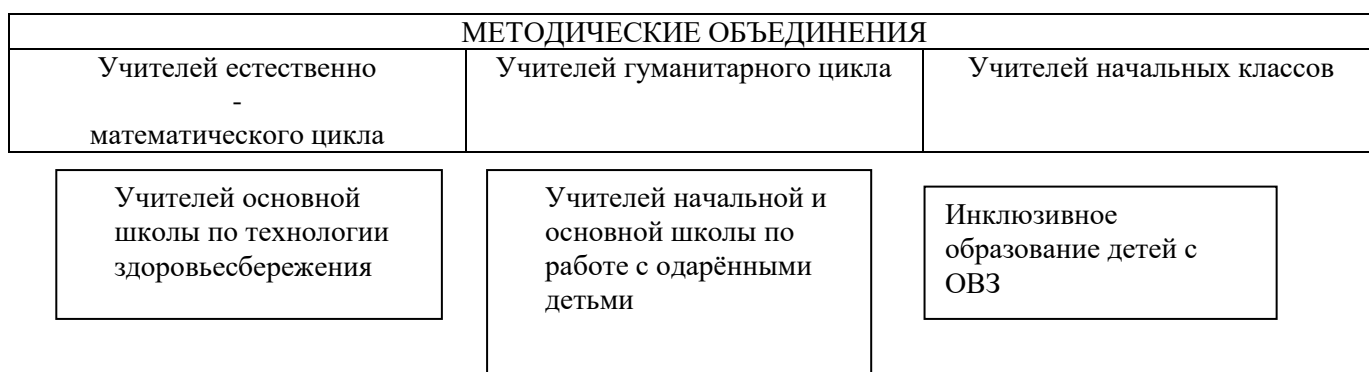 МЕТОДИЧЕСКИЕ ОБЪЕДИНЕНИЯ
Учителей естественно
-
математического цикла
Учителей гуманитарного цикла
Учителей начальных классов
Учителей основной
школы по технологии
здоровьесбережения
Учителей начальной и
основной школы по
работе с одарёнными
детьми
Инклюзивное
образование детей с
ОВЗ